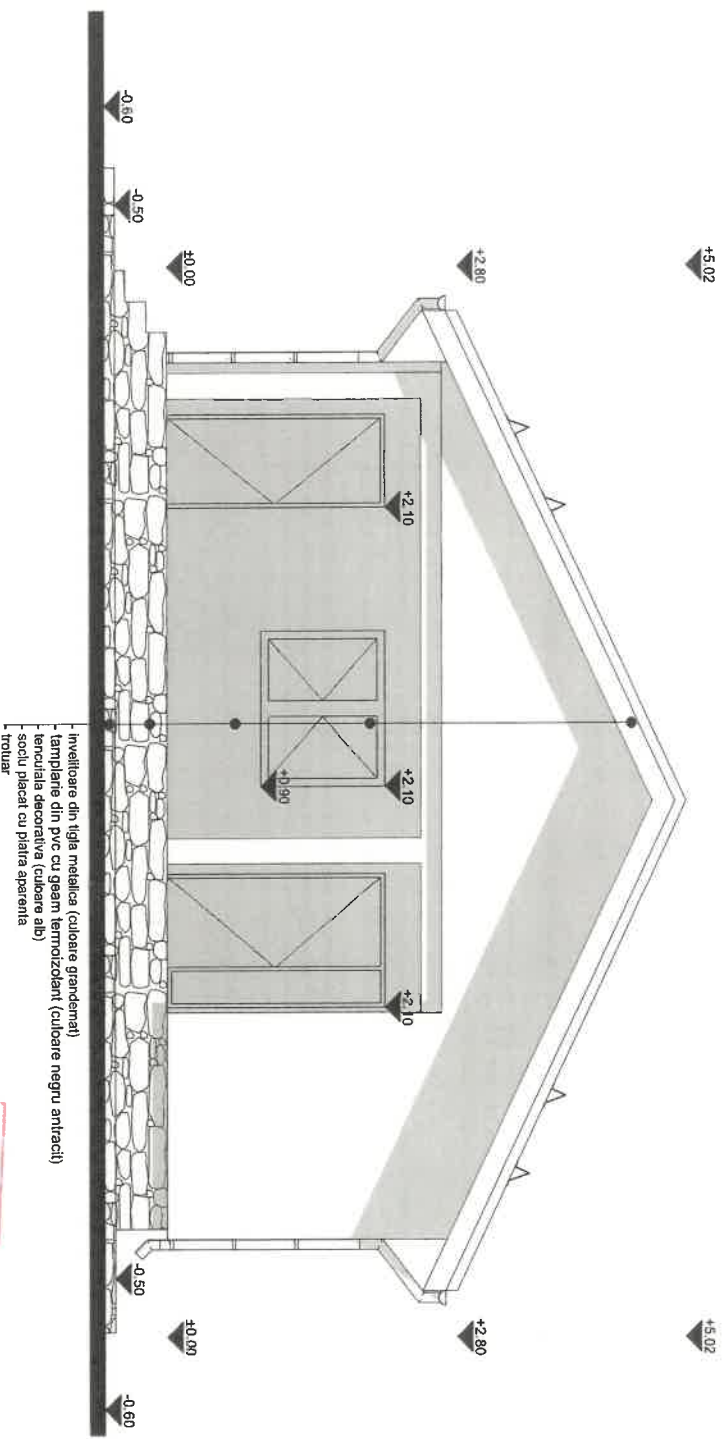 +5.02
+5.02
+2.80
+2.80
+2.10
+2.10
+2.10
+0.90
±0.00
±0.00
-0.50
-0.50
-0.60
-0.60
- invelitoare din tigla metalica (culoare grandemat)
- tamplarie din pvc cu geam termoizolant (culoare negru antracit)
- tencuiala decorativa (culoare alb)
- soclu placat cu piatra aparenta
- trotuar